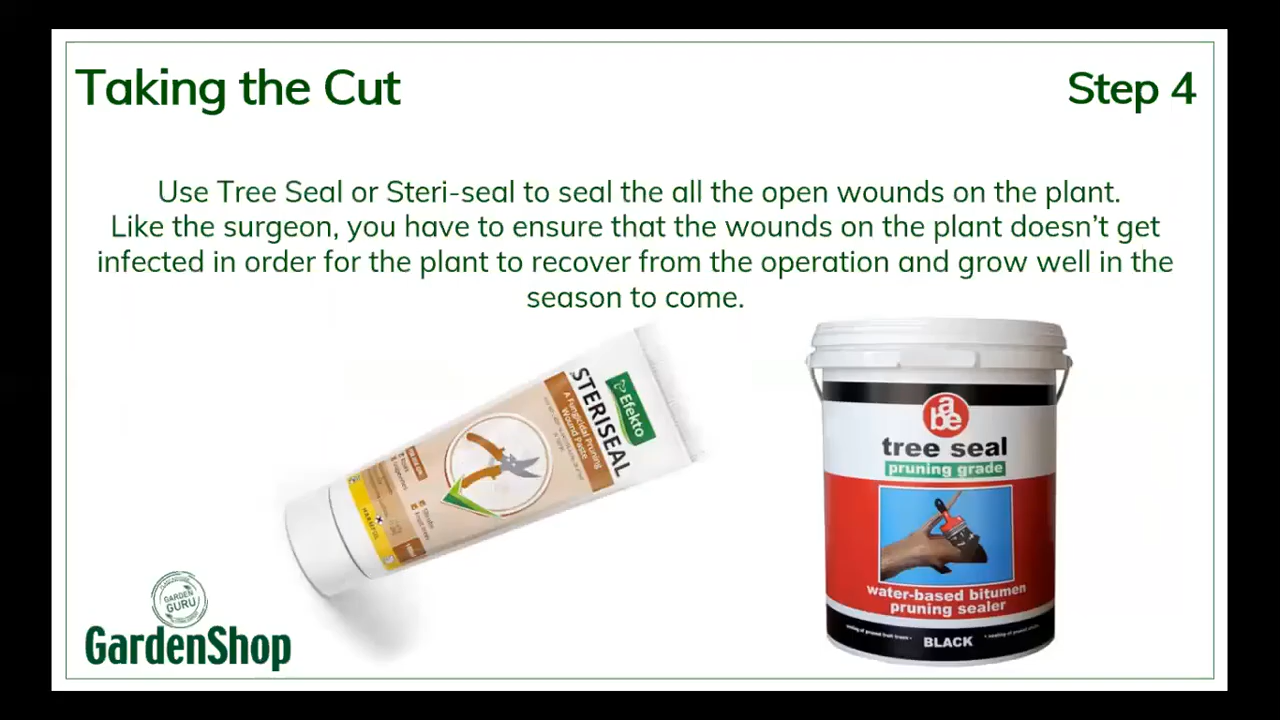 Taking the Cut
Step 4
Use Tree Seal or Steri-seal to seal the all the open wounds on the plant.
Like the surgeon, you have to ensure that the wounds on the plant doesn’t get
infected in order for the plant to recover from the operation and grow well in the
season to come.
Efekto
STERISEAL
A Fungicidal Pruning
Wound Paste
HARMFUL
abe
tree seal
pruning grade
water-based bitumen
pruning sealer
BLACK
GARDEN
GURU
GardenShop